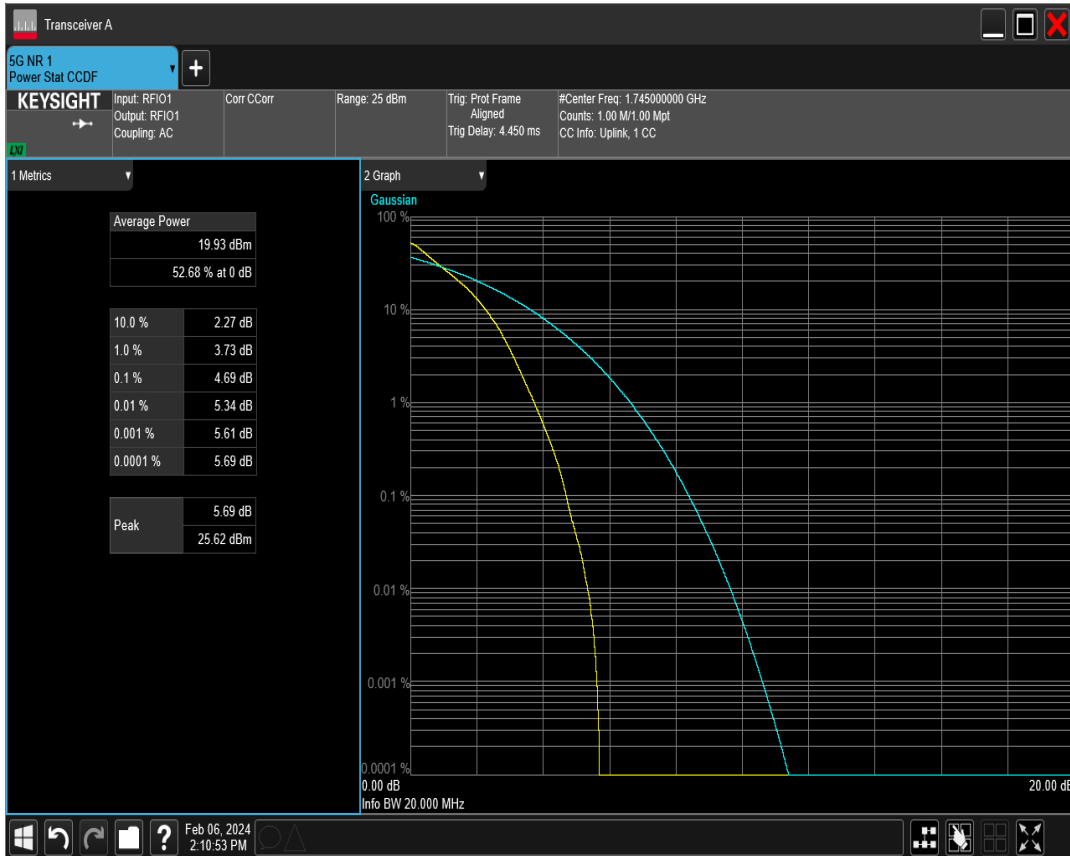 Transceiver A
5G NR 1
Power Stat CCDF
KEYSIGHT
Input: RFIO1
Output: RFIO1
Coupling: AC
Corr CCorr
Range: 25 dBm
Trig: Prot Frame
Aligned
Trig Delay: 4.450 ms
#Center Freq: 1.745000000 GHz
Counts: 1.00 M/1.00 Mpt
CC Info: Uplink, 1 CC
LXI
1 Metrics
Average Power
19.93 dBm
52.68 % at 0 dB
10.0 % 2.27 dB
1.0 % 3.73 dB
0.1 % 4.69 dB
0.01 % 5.34 dB
0.001 % 5.61 dB
0.0001 % 5.69 dB
Peak
5.69 dB
25.62 dBm
2 Graph
Gaussian
100 %
10 %
1 %
0.1 %
0.01 %
0.001 %
0.0001 %
0.00 dB 20.00 dB
Info BW 20.000 MHz
?
Feb 06, 2024
2:10:53 PM